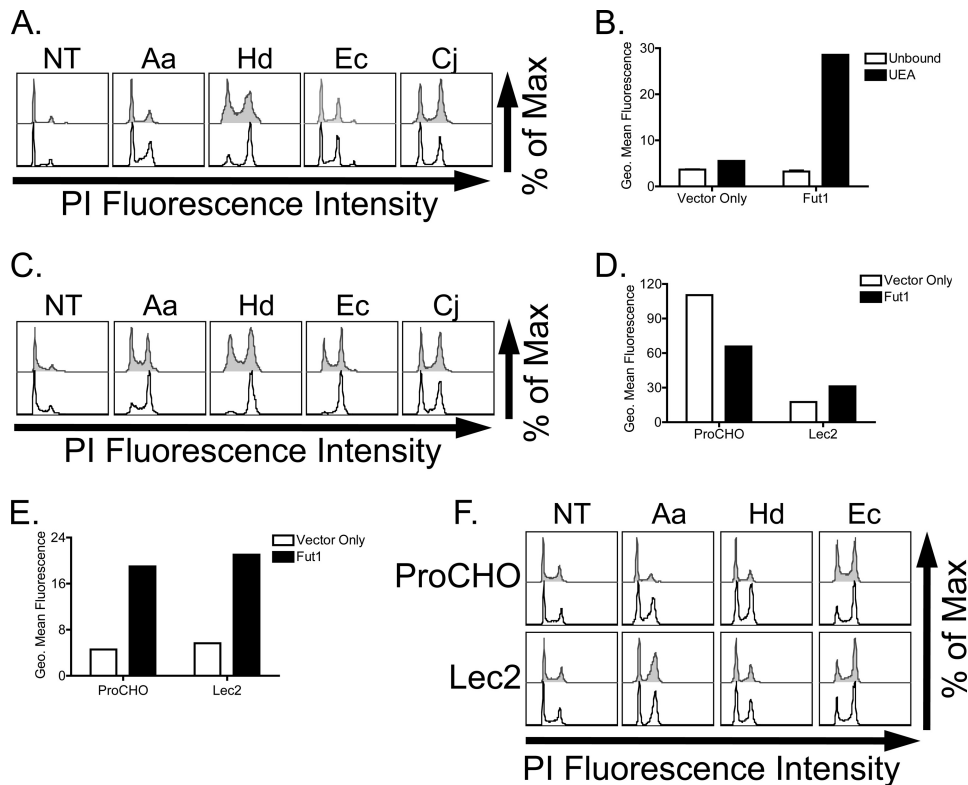 A.
NT Aa Hd Ec Cj
% of Max
PI Fluorescence Intensity
B.
Geo. Mean Fluorescence
30
20
10
0
Vector Only Fut1
Unbound
UEA
C.
NT Aa Hd Ec Cj
% of Max
PI Fluorescence Intensity
D.
Geo. Mean Fluorescence
120
90
60
30
0
ProCHO Lec2
Vector Only
Fut1
E.
Geo. Mean Fluorescence
24
16
8
0
ProCHO Lec2
Vector Only
Fut1
F.
NT Aa Hd Ec
ProCHO
Lec2
% of Max
PI Fluorescence Intensity